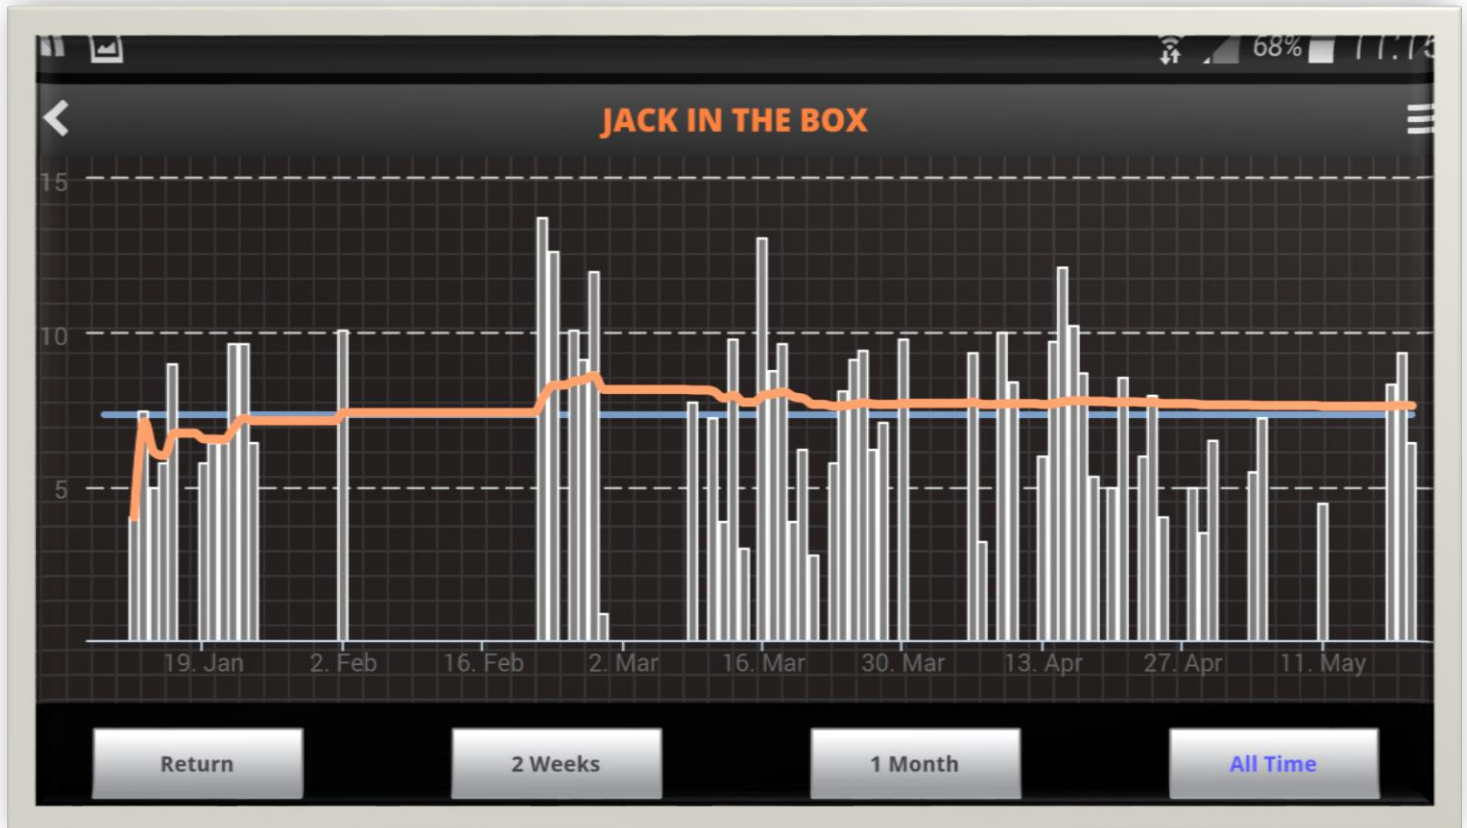 68%
JACK IN THE BOX
15
10
5
19. Jan 2. Feb 16. Feb 2. Mar 16. Mar 30. Mar 13. Apr 27. Apr 11. May
Return 2 Weeks 1 Month All Time